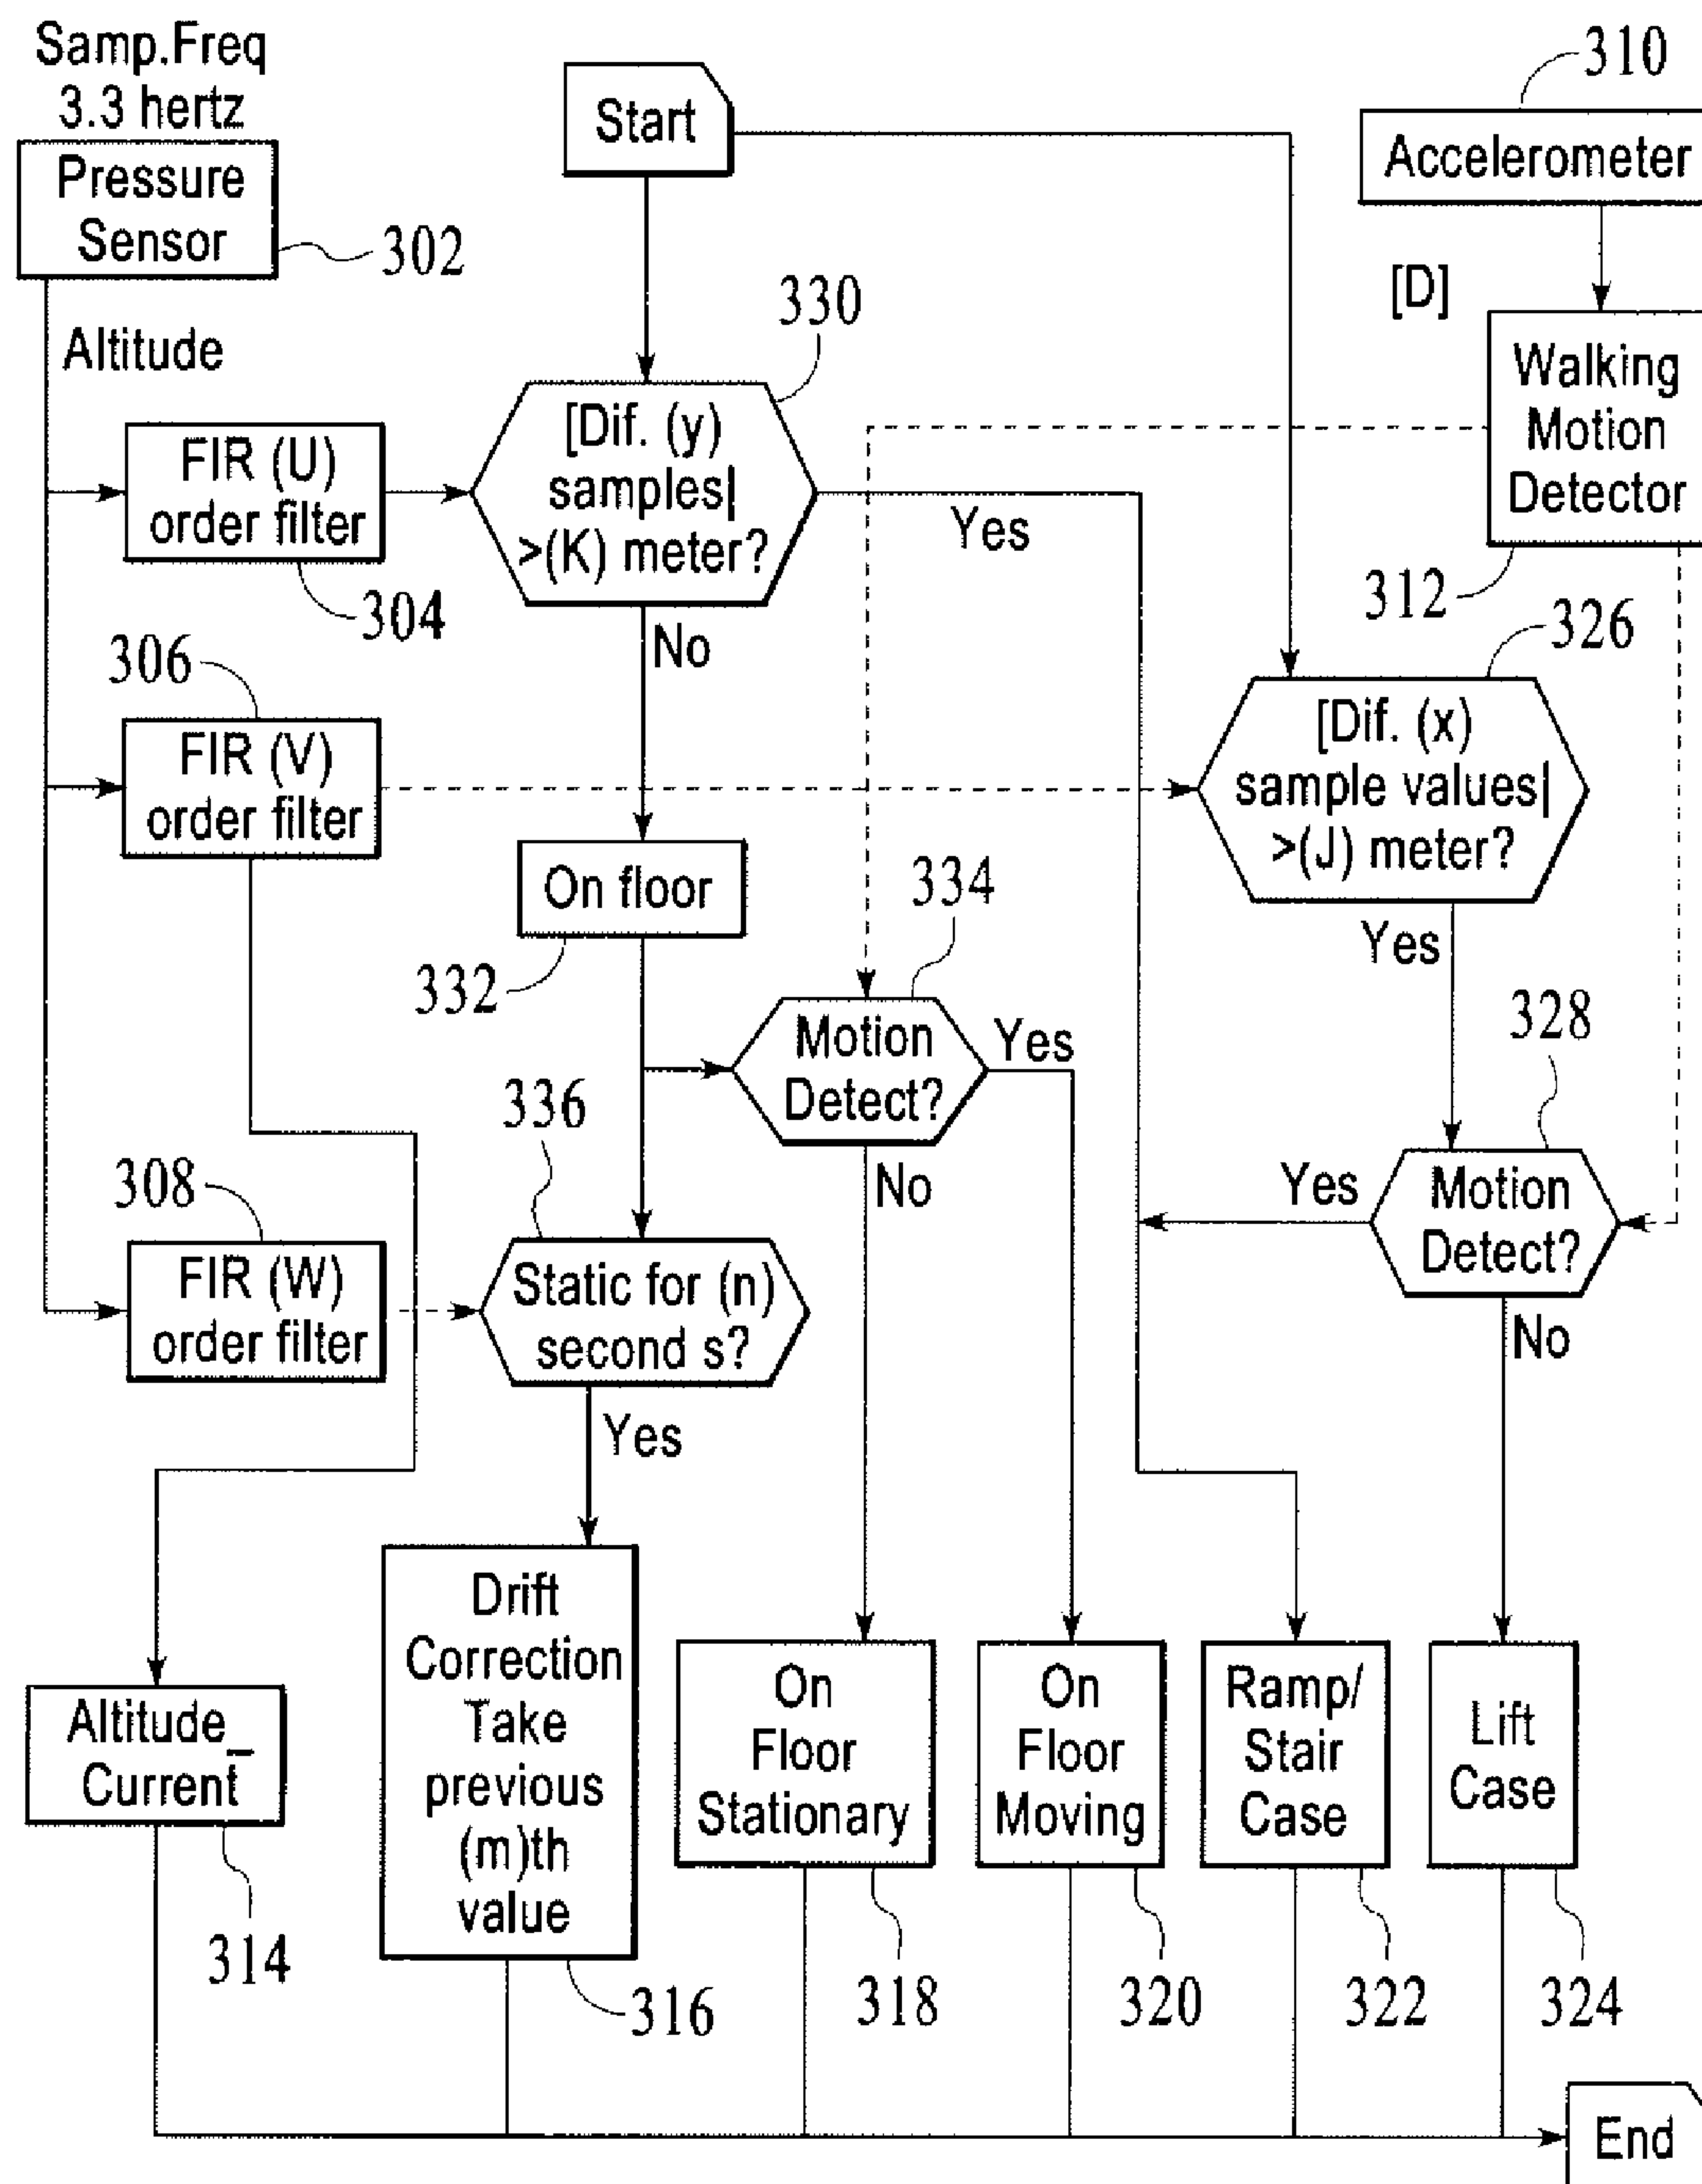 Samp.Freq
3.3 hertz
Pressure
Sensor
302
Start
310
Accelerometer
[D]
Altitude
330
Walking
Motion
Detector
312
FIR (U)
order filter
304
[Dif. (y)
samples|
>(K) meter?
Yes
No
306
FIR (V)
order filter
326
[Dif. (x)
sample values|
>(J) meter?
Yes
On floor
332
334
Motion
Detect?
Yes
No
328
Motion
Detect?
Yes
No
336
Static for (n)
second s?
Yes
308
FIR (W)
order filter
Altitude_
Current
314
Drift
Correction
Take
previous
(m)th
value
316
On
Floor
Stationary
318
On
Floor
Moving
320
Ramp/
Stair
Case
322
Lift
Case
324
End